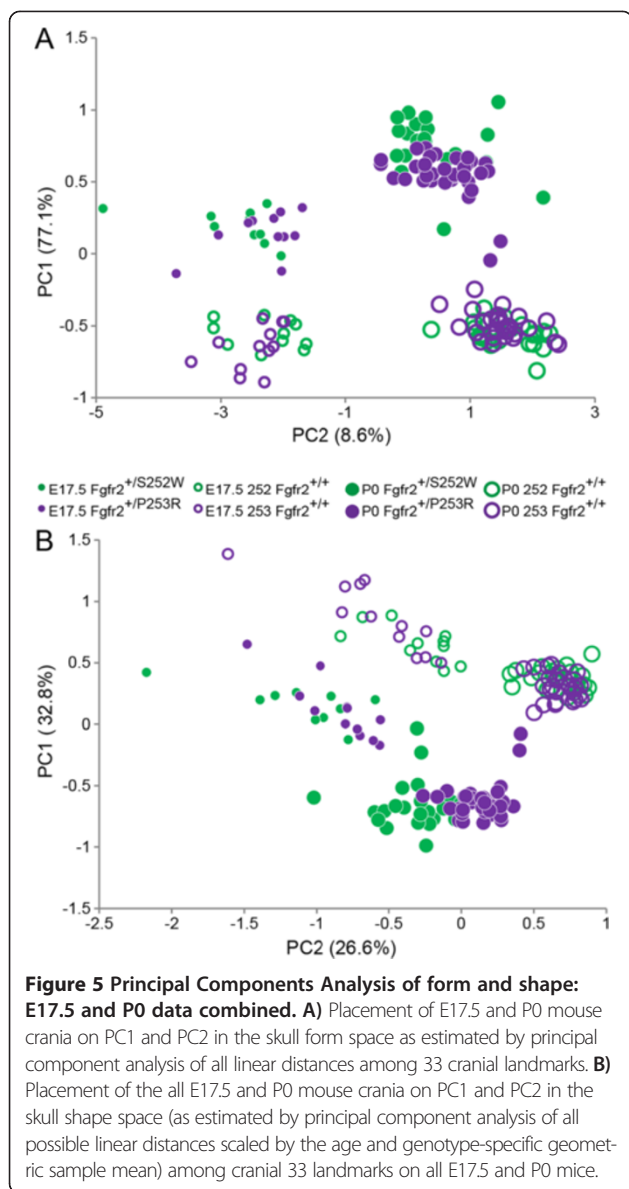 A
1.5
1
0.5
0
-0.5
-1
PC1 (77.1%)
-5 -3 -1 1 3
PC2 (8.6%)
E17.5 Fgfr2+/S252W E17.5 252 Fgfr2+/+ P0 Fgfr2+/S252W P0 252 Fgfr2+/+
E17.5 Fgfr2+/P253R E17.5 253 Fgfr2+/+ P0 Fgfr2+/P253R P0 253 Fgfr2+/+
B
1.5
1
0.5
0
-0.5
-1
-1.5
PC1 (32.8%)
-2.5 -2 -1.5 -1 -0.5 0 0.5 1
PC2 (26.6%)
Figure 5 Principal Components Analysis of form and shape:
E17.5 and P0 data combined. A) Placement of E17.5 and P0 mouse
crania on PC1 and PC2 in the skull form space as estimated by principal
component analysis of all linear distances among 33 cranial landmarks. B)
Placement of the all E17.5 and P0 mouse crania on PC1 and PC2 in the
skull shape space (as estimated by principal component analysis of all
possible linear distances scaled by the age and genotype-specific geomet-
ric sample mean) among cranial 33 landmarks on all E17.5 and P0 mice.